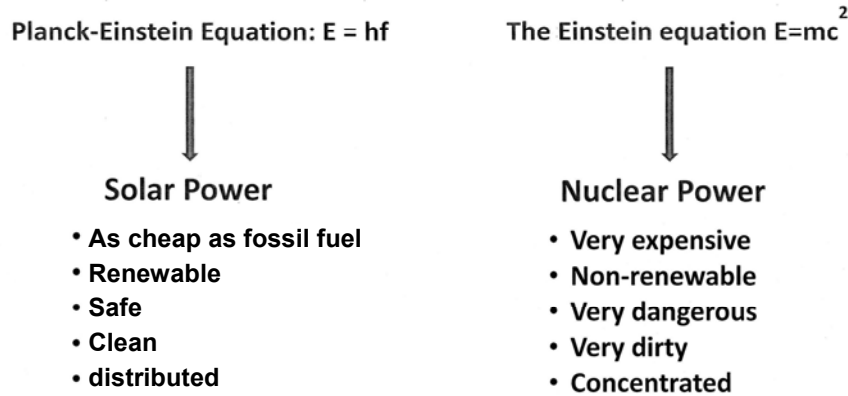 Planck-Einstein Equation: E = hf
Solar Power
• As cheap as fossil fuel
• Renewable
• Safe
• Clean
• distributed
The Einstein equation E=mc²
Nuclear Power
• Very expensive
• Non-renewable
• Very dangerous
• Very dirty
• Concentrated